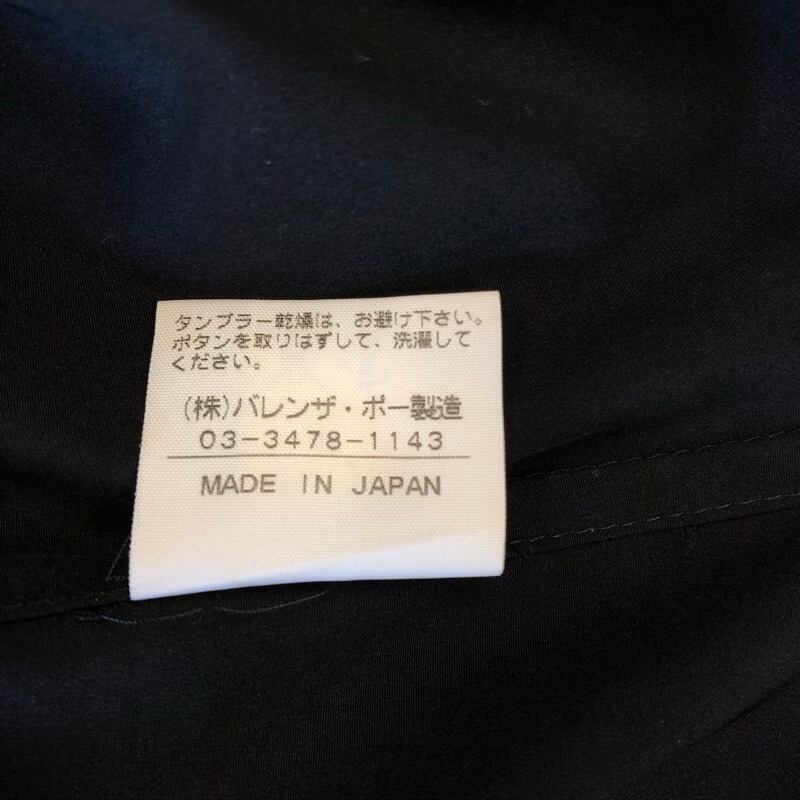 タンブラー乾燥は、お避け下さい。
ボタンを取りはずして、洗濯して
ください。
(株)バレンザ・ポー製造
03-3478-1143
MADE IN JAPAN